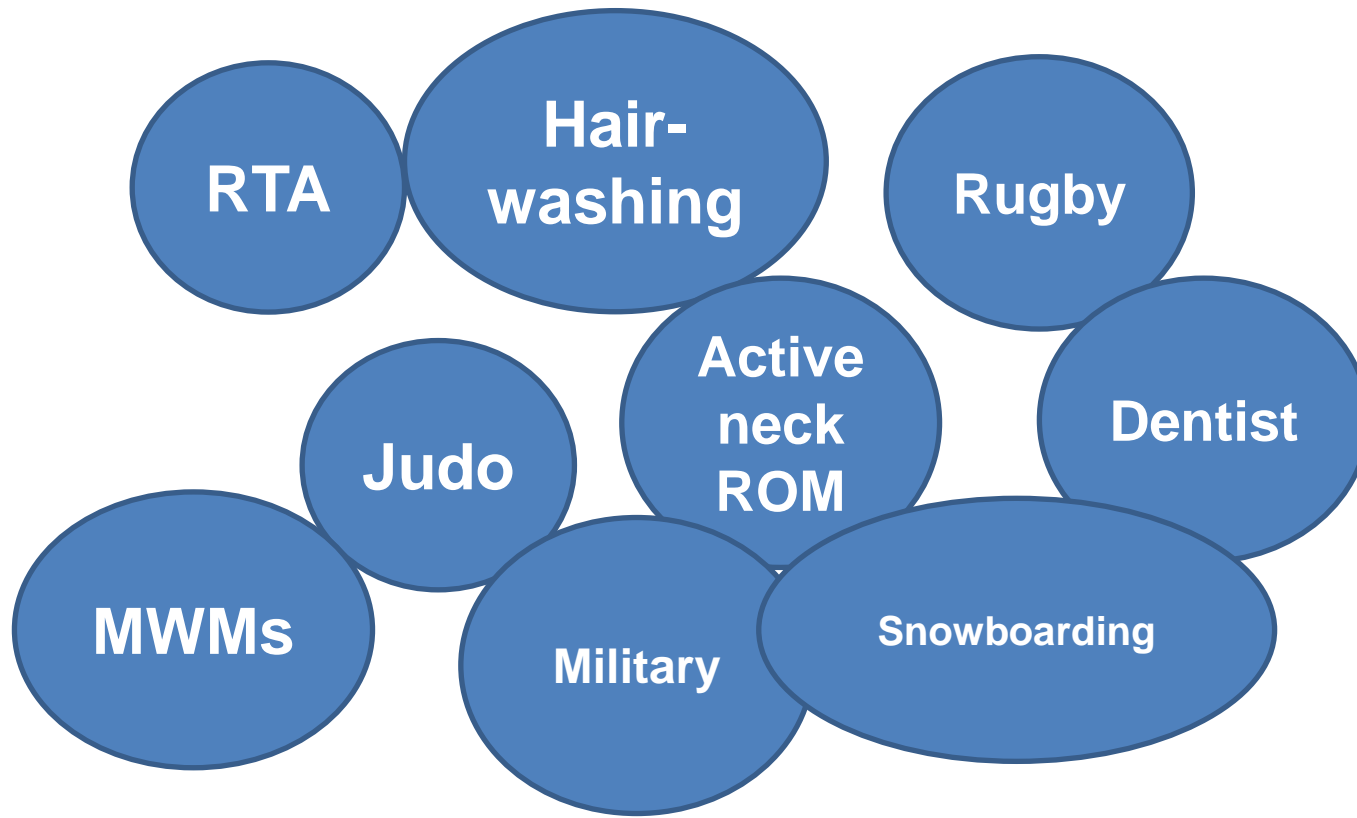 RTA
Hair-
washing
Rugby
Active
neck
ROM
Dentist
Judo
MWMs
Military
Snowboarding